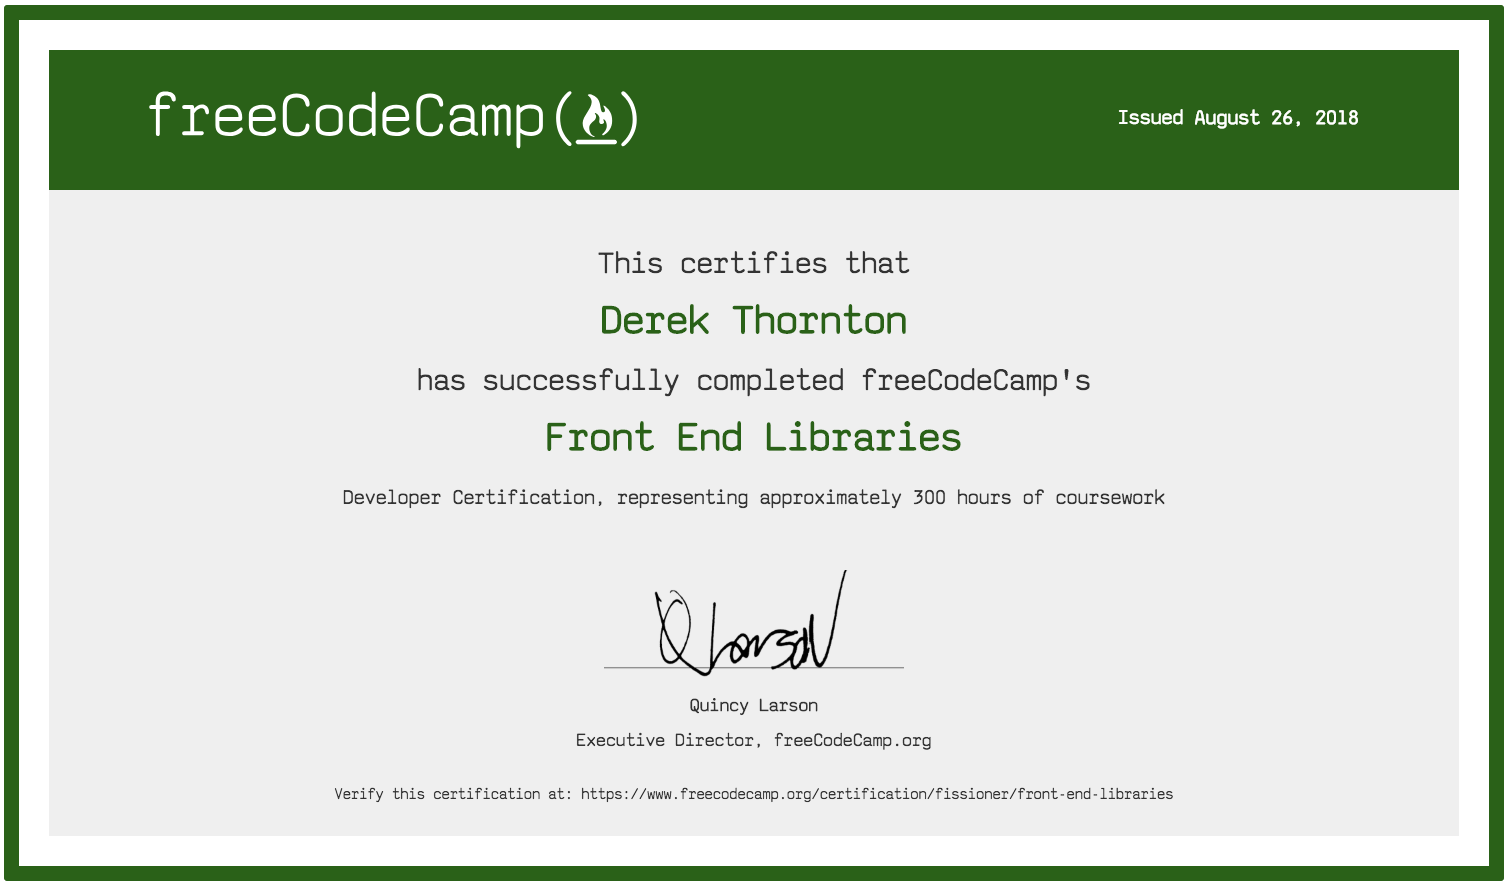 freeCodeCamp(🔥)
Issued August 26, 2018
This certifies that
Derek Thornton
has successfully completed freeCodeCamp's
Front End Libraries
Developer Certification, representing approximately 300 hours of coursework
Q Larson
Quincy Larson
Executive Director, freeCodeCamp.org
Verify this certification at: https://www.freecodecamp.org/certification/fissioner/front-end-libraries